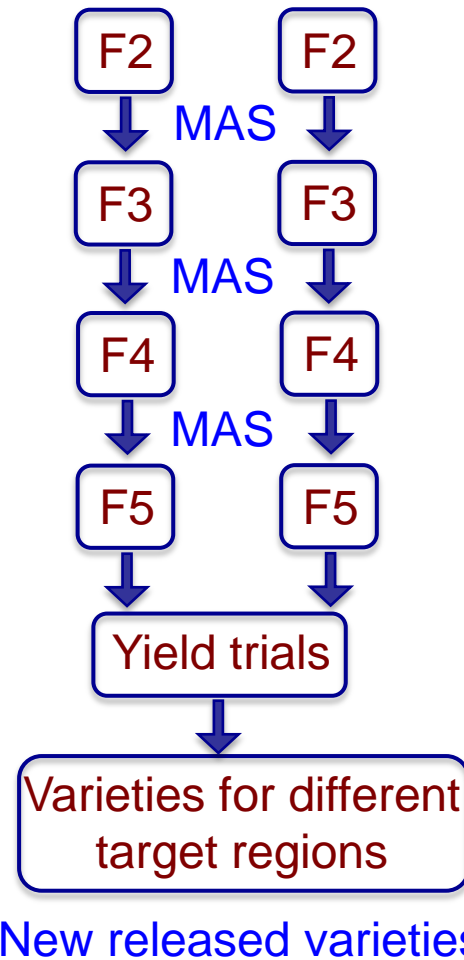 F2 F2
MAS
F3 F3
MAS
F4 F4
MAS
F5 F5
Yield trials
Varieties for different
target regions
New released varieties